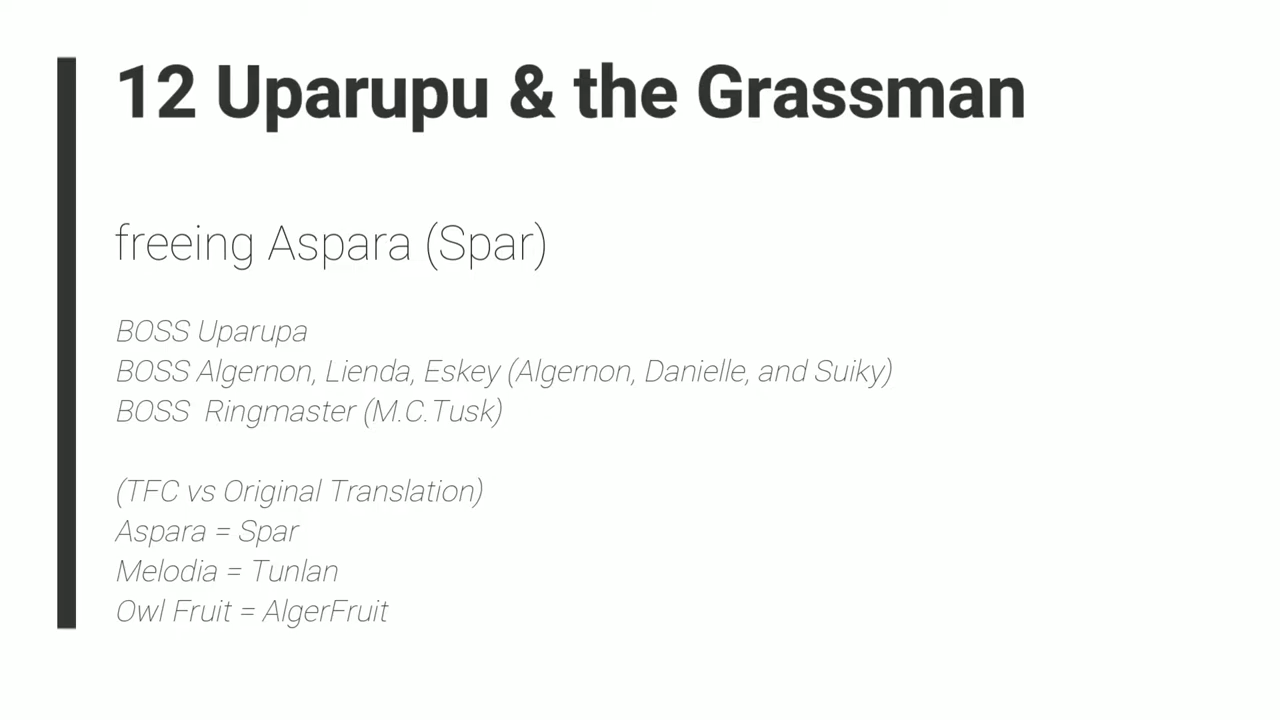 12 Uparupu & the Grassman
freeing Aspara (Spar)
BOSS Uparupa
BOSS Algernon, Lienda, Eskey (Algernon, Danielle, and Suiky)
BOSS  Ringmaster (M.C.Tusk)
(TFC vs Original Translation)
Aspara = Spar
Melodia = Tunlan
Owl Fruit = AlgerFruit